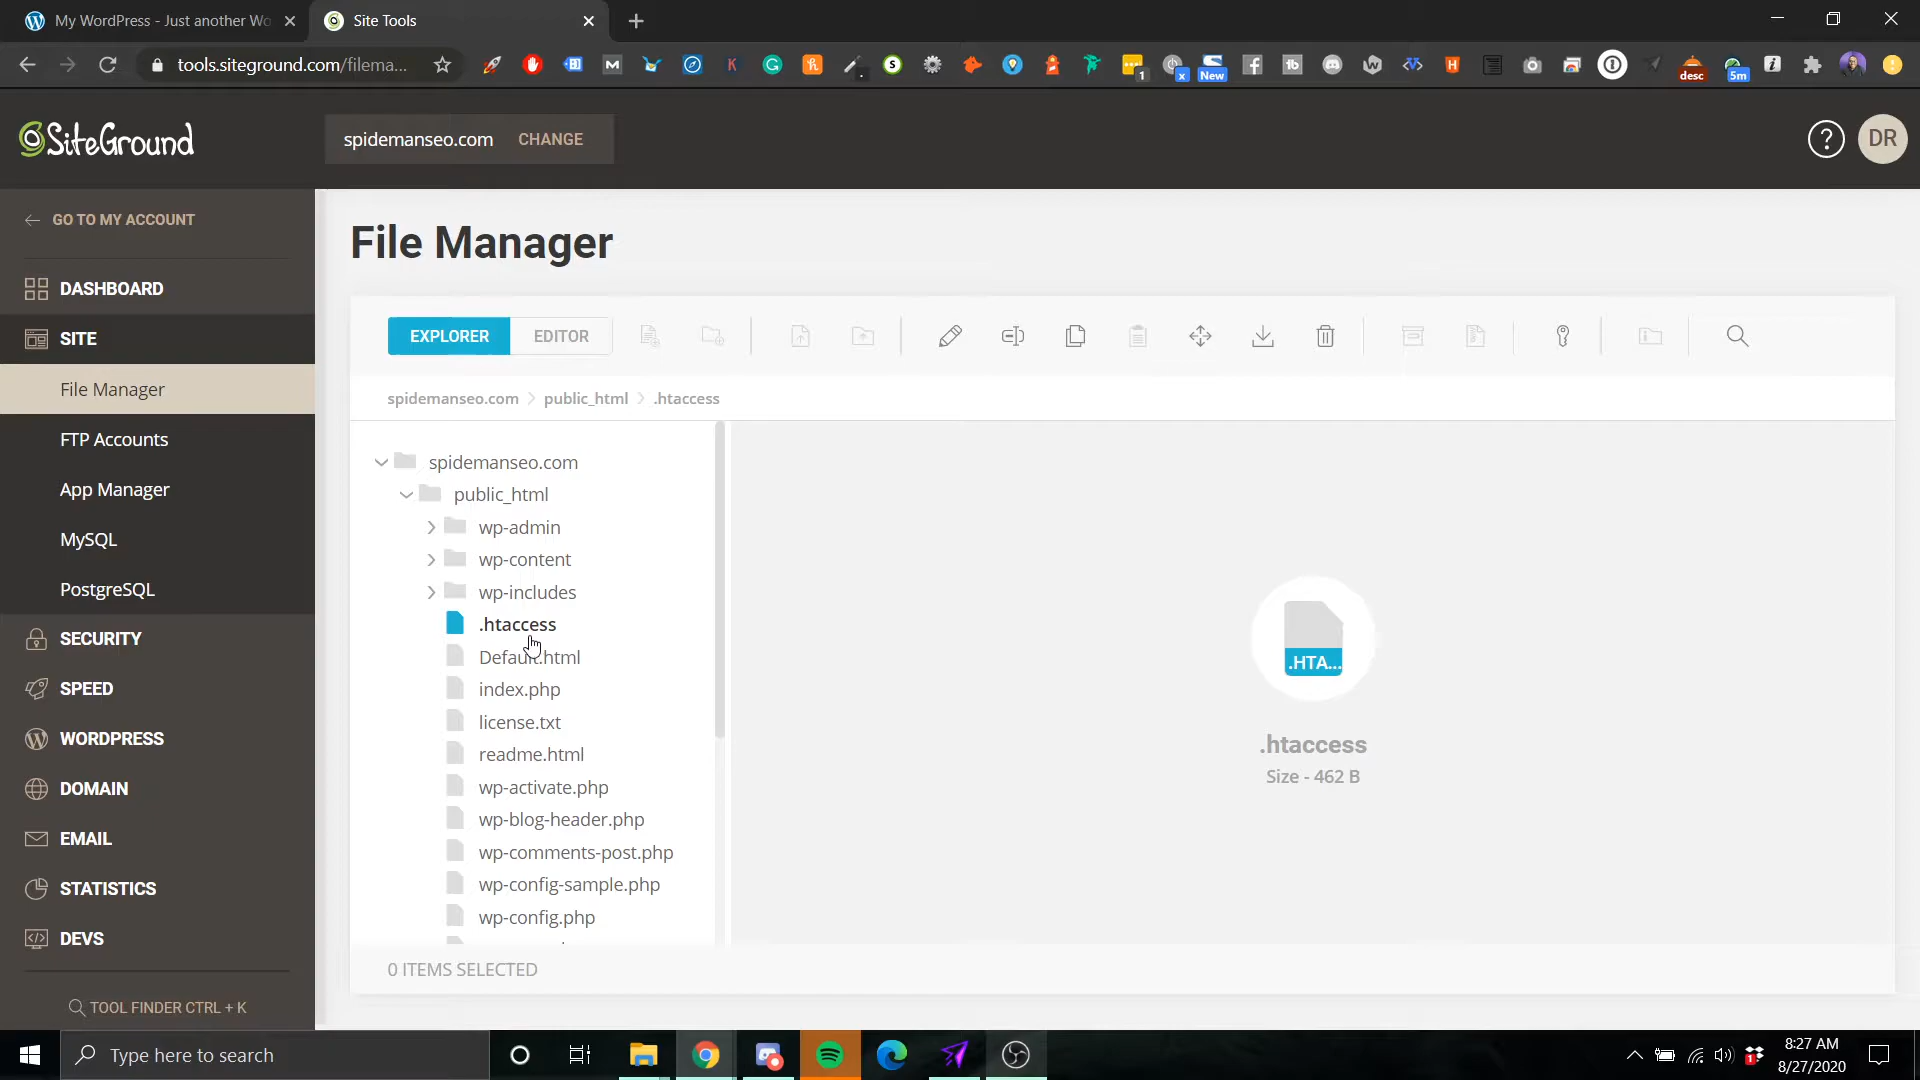 My WordPress - Just another Wo
Site Tools
tools.siteground.com/filema...
1
x
New
desc
5m
SiteGround
spidemanseo.com CHANGE
?
DR
GO TO MY ACCOUNT
DASHBOARD
SITE
File Manager
FTP Accounts
App Manager
MySQL
PostgreSQL
SECURITY
SPEED
WORDPRESS
DOMAIN
EMAIL
STATISTICS
DEVS
TOOL FINDER CTRL + K
File Manager
EXPLORER EDITOR
spidemanseo.com > public_html > .htaccess
spidemanseo.com
public_html
wp-admin
wp-content
wp-includes
.htaccess
Default.html
index.php
license.txt
readme.html
wp-activate.php
wp-blog-header.php
wp-comments-post.php
wp-config-sample.php
wp-config.php
.HTA...
.htaccess
Size - 462 B
0 ITEMS SELECTED
Type here to search
8:27 AM
8/27/2020